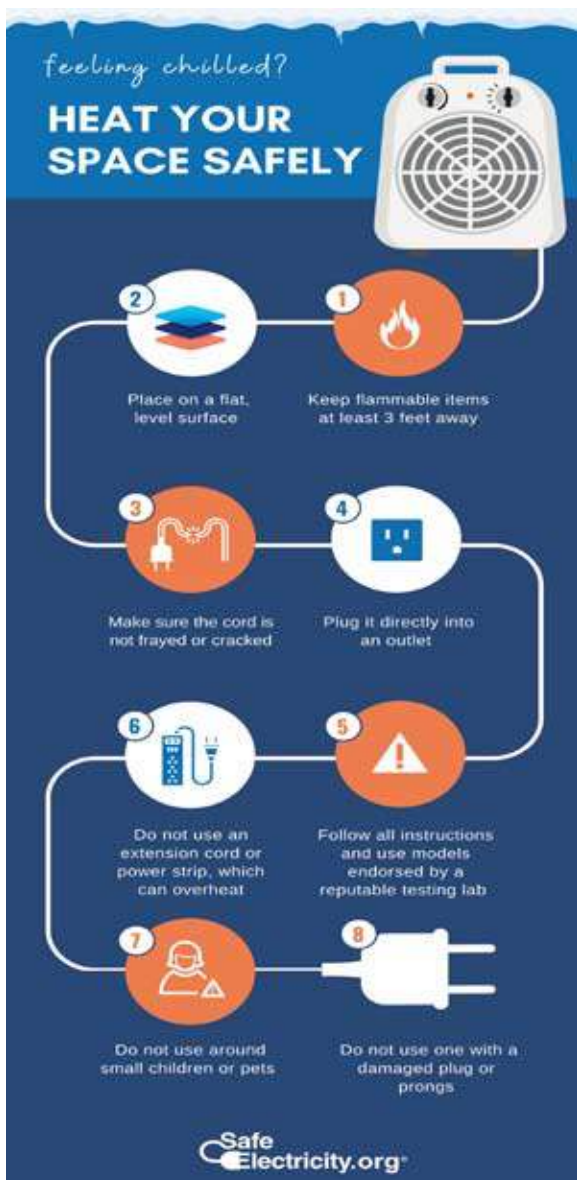 feeling chilled?
HEAT YOUR
SPACE SAFELY
1
Keep flammable items
at least 3 feet away
2
Place on a flat,
level surface
3
Make sure the cord is
not frayed or cracked
4
Plug it directly into
an outlet
5
Follow all instructions
and use models
endorsed by a
reputable testing lab
6
Do not use an
extension cord or
power strip, which
can overheat
7
Do not use around
small children or pets
8
Do not use one with a
damaged plug or
prongs
Safe
Electricity.org®